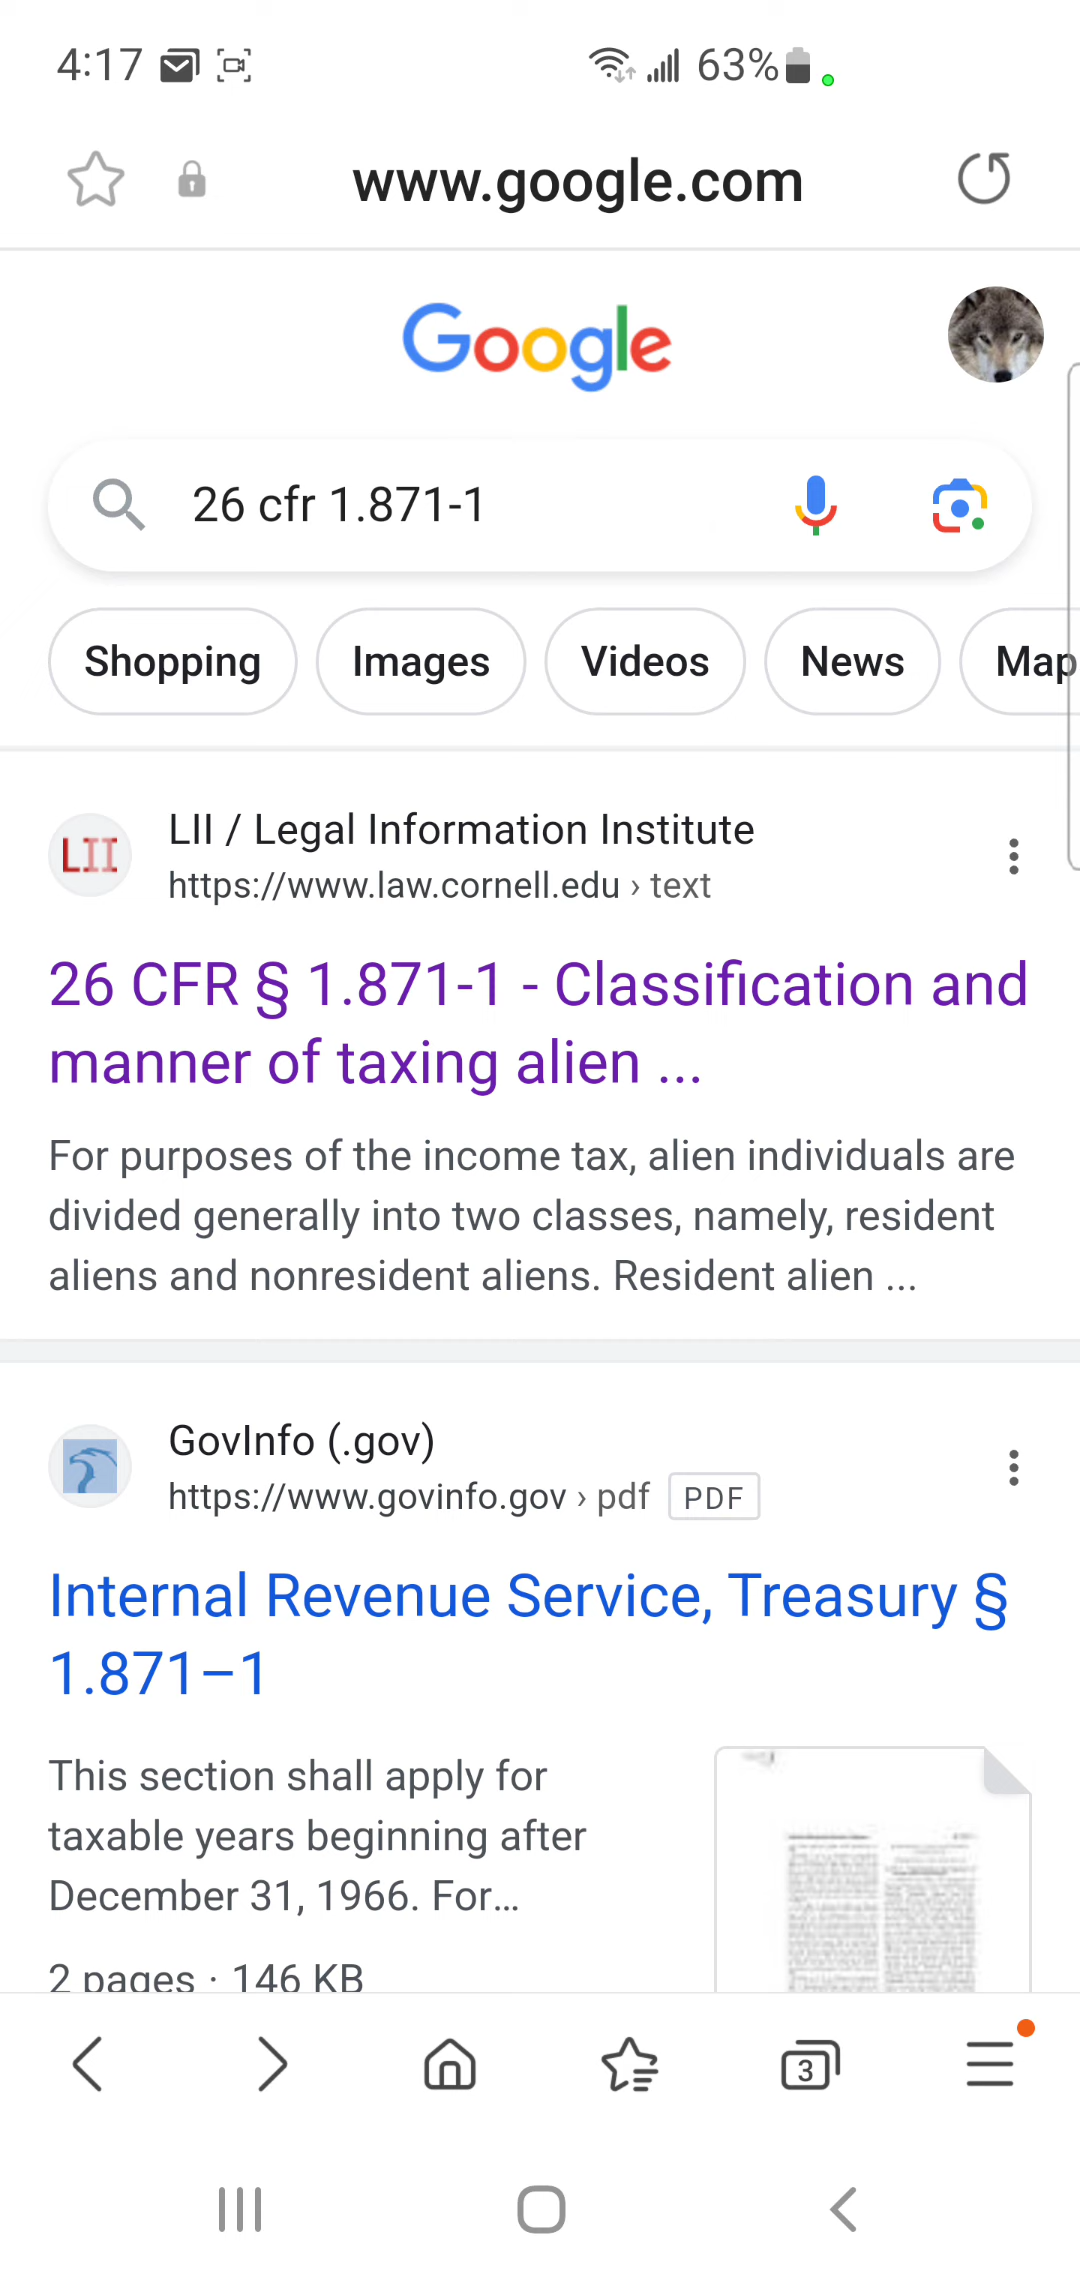 4:17
63%
www.google.com
Google
26 cfr 1.871-1
Shopping Images Videos News Map
LII
LII / Legal Information Institute
https://www.law.cornell.edu › text
26 CFR § 1.871-1 - Classification and
manner of taxing alien ...
For purposes of the income tax, alien individuals are
divided generally into two classes, namely, resident
aliens and nonresident aliens. Resident alien ...
GovInfo (.gov)
https://www.govinfo.gov › pdf PDF
Internal Revenue Service, Treasury §
1.871–1
This section shall apply for
taxable years beginning after
December 31, 1966. For...
2 pages · 146 KB
3